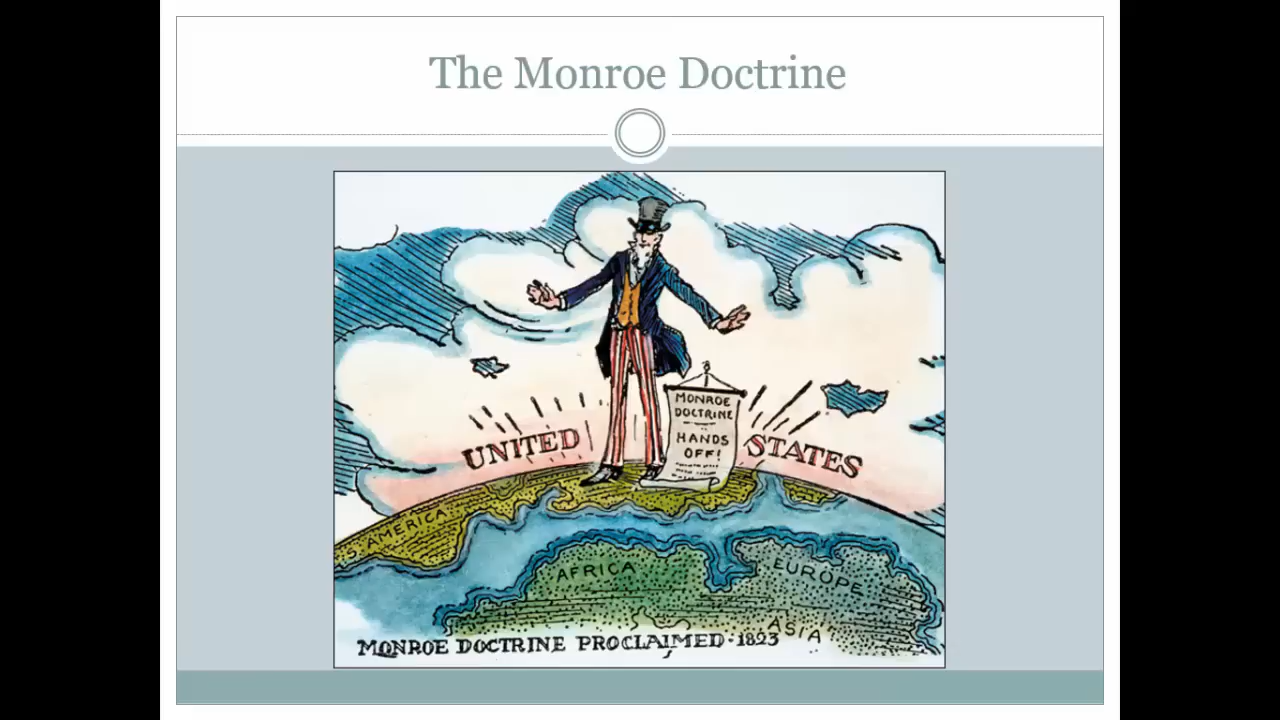 The Monroe Doctrine
MONROE
DOCTRINE
HANDS
OFF!
UNITED STATES
S. AMERICA
AFRICA
EUROPE
ASIA
MONROE DOCTRINE PROCLAIMED·1823